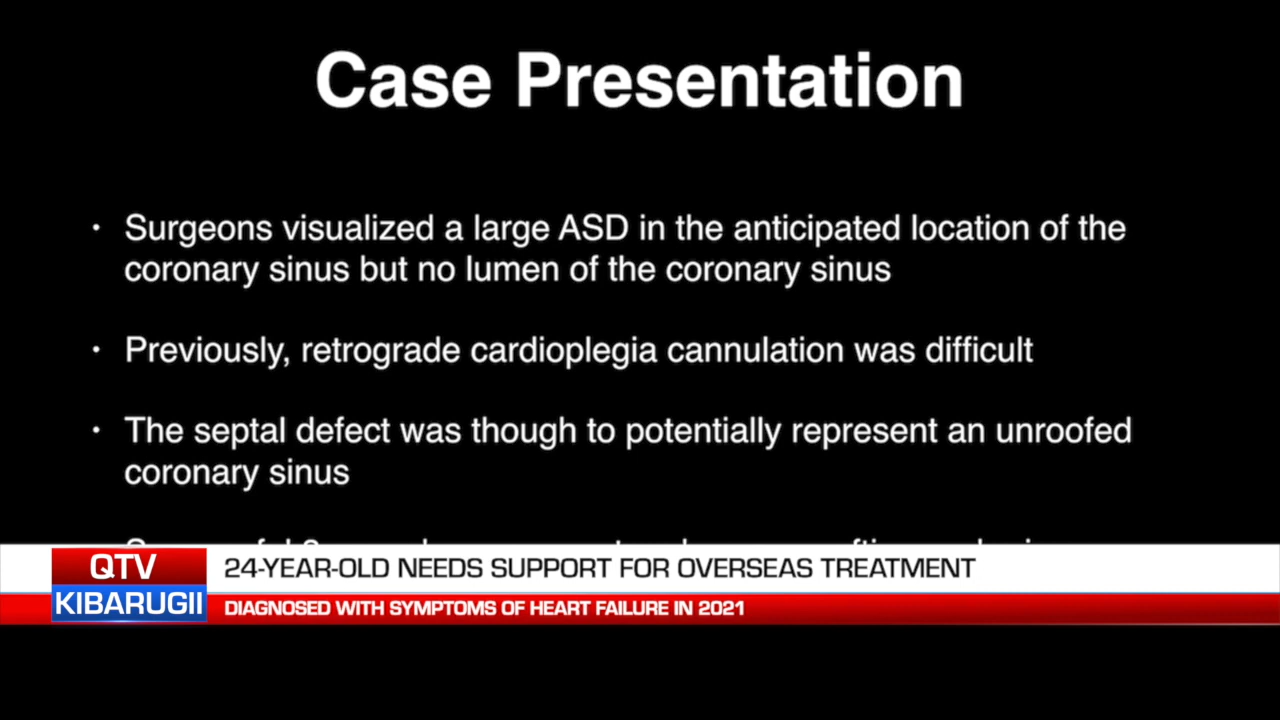 Case Presentation
• Surgeons visualized a large ASD in the anticipated location of the
coronary sinus but no lumen of the coronary sinus
• Previously, retrograde cardioplegia cannulation was difficult
• The septal defect was though to potentially represent an unroofed
coronary sinus
QTV
KIBARUGII
24-YEAR-OLD NEEDS SUPPORT FOR OVERSEAS TREATMENT
DIAGNOSED WITH SYMPTOMS OF HEART FAILURE IN 2021